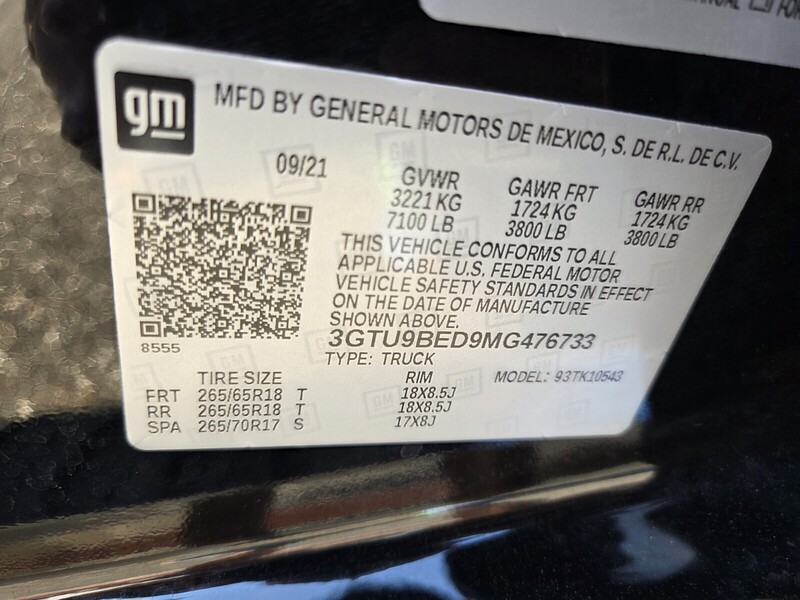 MANUAL FOR
gm
MFD BY GENERAL MOTORS DE MEXICO, S. DE R.L. DE C.V.
09/21
GVWR GAWR FRT GAWR RR
3221 KG 1724 KG 1724 KG
7100 LB 3800 LB 3800 LB
THIS VEHICLE CONFORMS TO ALL
APPLICABLE U.S. FEDERAL MOTOR
VEHICLE SAFETY STANDARDS IN EFFECT
ON THE DATE OF MANUFACTURE
SHOWN ABOVE.
8555
3GTU9BED9MG476733
TYPE: TRUCK
MODEL: 93TK10543
TIRE SIZE RIM
FRT 265/65R18 T 18X8.5J
RR 265/65R18 T 18X8.5J
SPA 265/70R17 S 17X8J